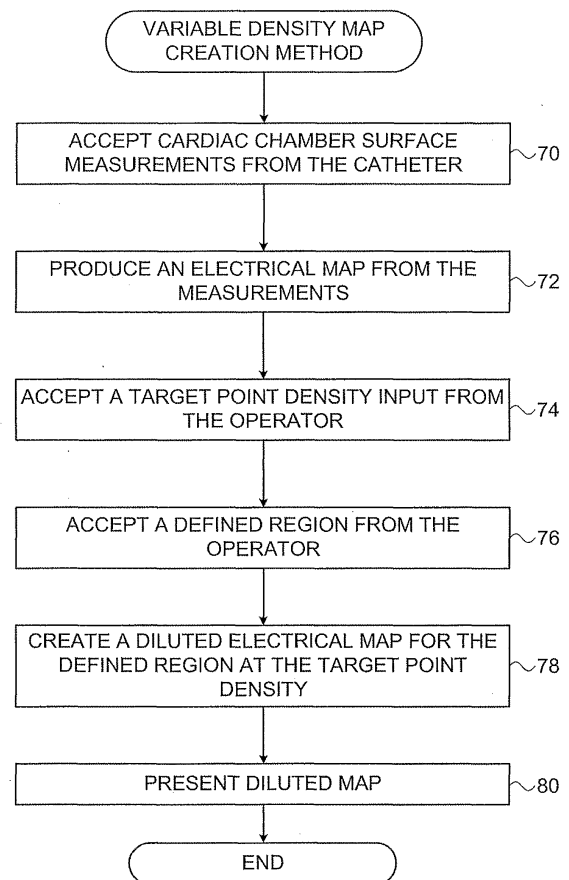 VARIABLE DENSITY MAP
CREATION METHOD
ACCEPT CARDIAC CHAMBER SURFACE
MEASUREMENTS FROM THE CATHETER
70
PRODUCE AN ELECTRICAL MAP FROM THE
MEASUREMENTS
72
ACCEPT A TARGET POINT DENSITY INPUT FROM
THE OPERATOR
74
ACCEPT A DEFINED REGION FROM THE
OPERATOR
76
CREATE A DILUTED ELECTRICAL MAP FOR THE
DEFINED REGION AT THE TARGET POINT
DENSITY
78
PRESENT DILUTED MAP
80
END